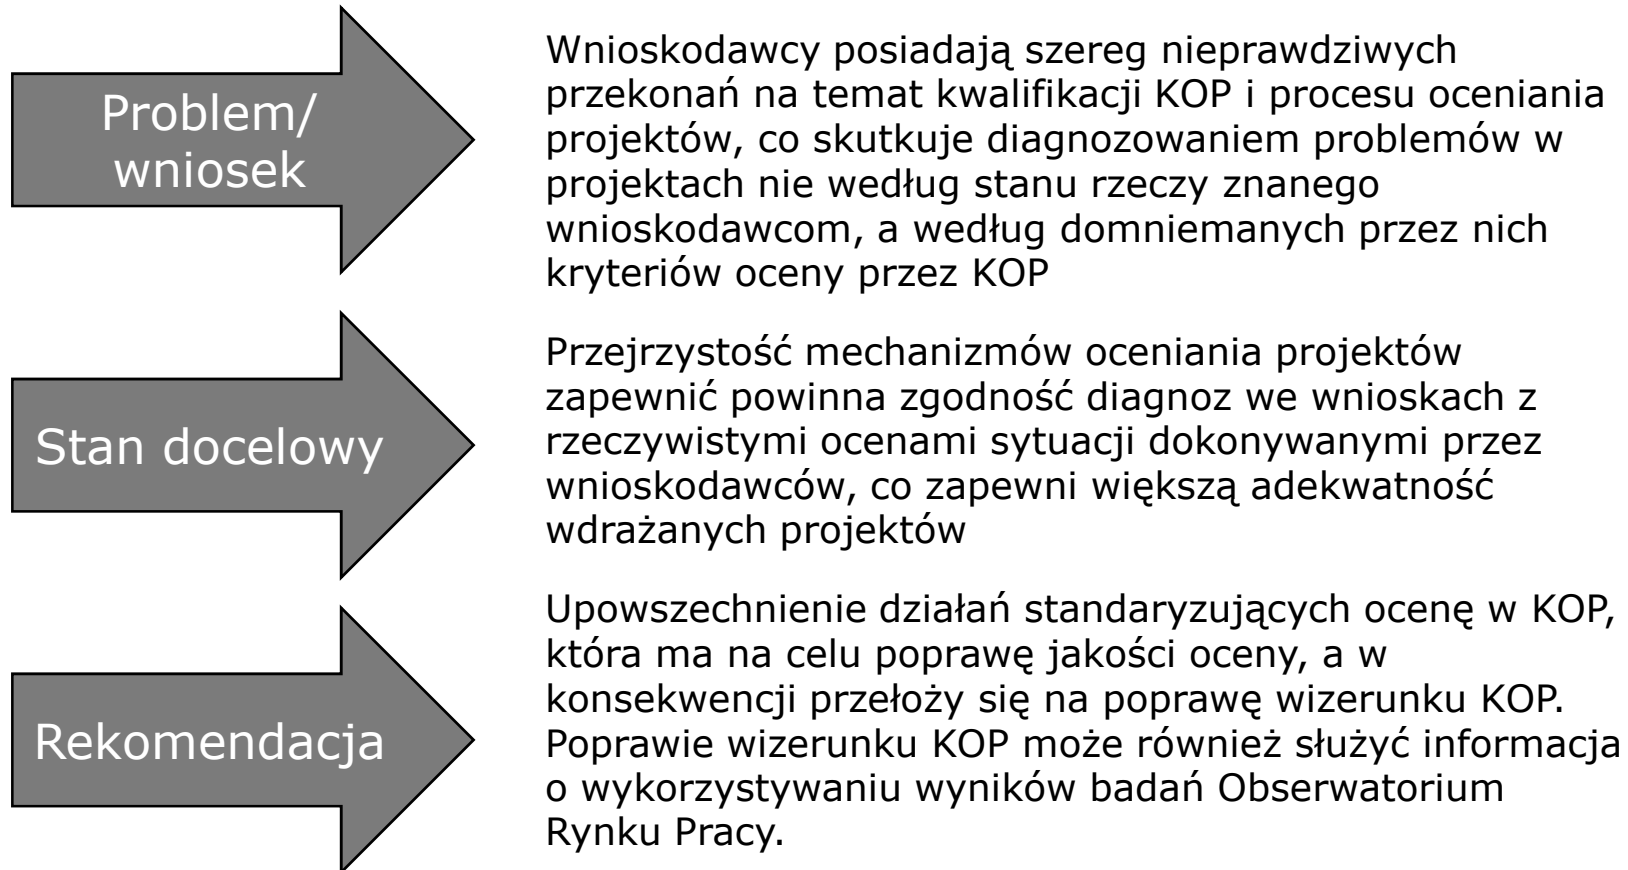 Problem/
wniosek
Wnioskodawcy posiadają szereg nieprawdziwych
przekonań na temat kwalifikacji KOP i procesu oceniania
projektów, co skutkuje diagnozowaniem problemów w
projektach nie według stanu rzeczy znanego
wnioskodawcom, a według domniemanych przez nich
kryteriów oceny przez KOP
Stan docelowy
Przejrzystość mechanizmów oceniania projektów
zapewnić powinna zgodność diagnoz we wnioskach z
rzeczywistymi ocenami sytuacji dokonywanymi przez
wnioskodawców, co zapewni większą adekwatność
wdrażanych projektów
Rekomendacja
Upowszechnienie działań standaryzujących ocenę w KOP,
która ma na celu poprawę jakości oceny, a w
konsekwencji przełoży się na poprawę wizerunku KOP.
Poprawie wizerunku KOP może również służyć informacja
o wykorzystywaniu wyników badań Obserwatorium
Rynku Pracy.